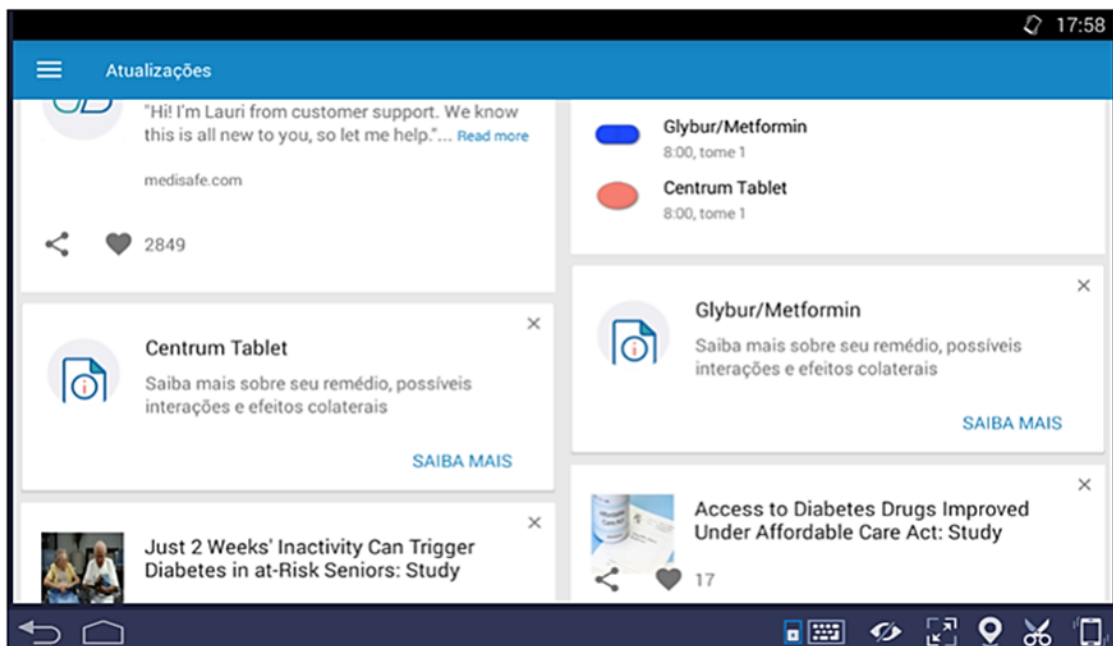 17:58
Atualizações
"Hi! I'm Lauri from customer support. We know
this is all new to you, so let me help."... Read more
medisafe.com
2849
Centrum Tablet
Saiba mais sobre seu remédio, possíveis
interações e efeitos colaterais
SAIBA MAIS
Just 2 Weeks' Inactivity Can Trigger
Diabetes in at-Risk Seniors: Study
Glybur/Metformin
8:00, tome 1
Centrum Tablet
8:00, tome 1
Glybur/Metformin
Saiba mais sobre seu remédio, possíveis
interações e efeitos colaterais
SAIBA MAIS
Affordable
Care Act
Access to Diabetes Drugs Improved
Under Affordable Care Act: Study
17